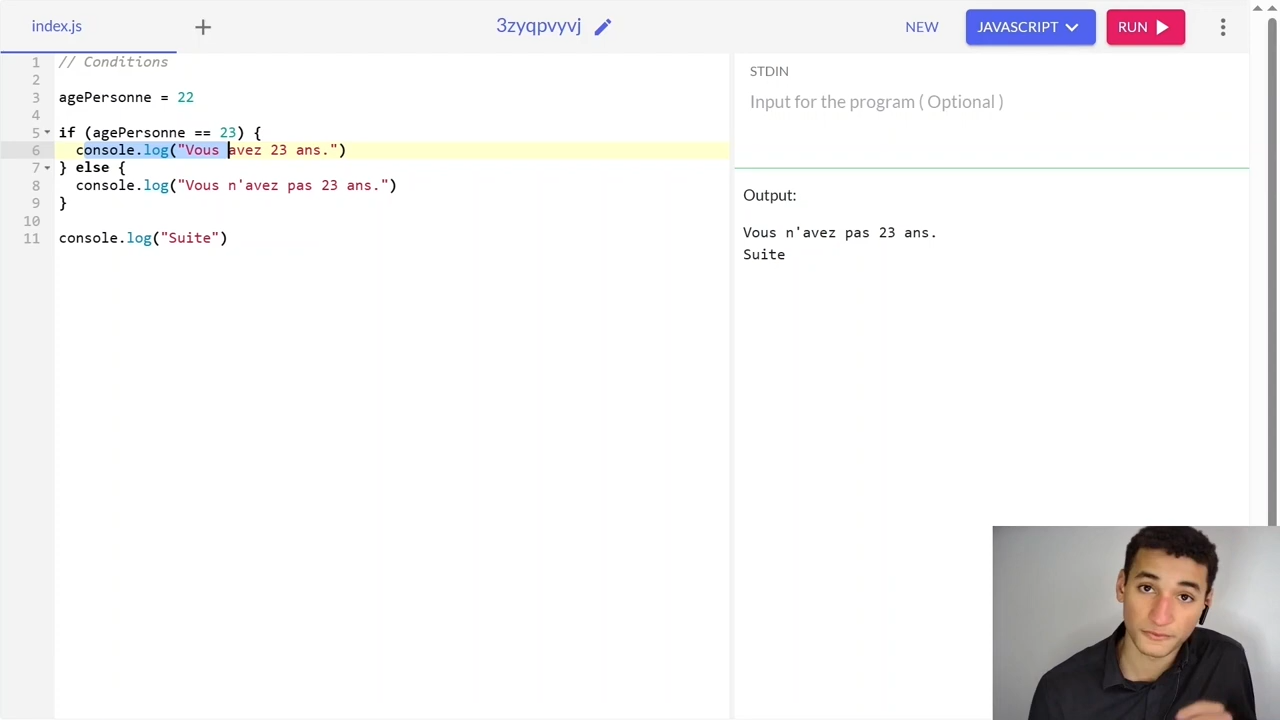 index.js
3zyqpvyvj
NEW
JAVASCRIPT
RUN
1 // Conditions
2
3 agePersonne = 22
4
5 if (agePersonne == 23) {
6 console.log("Vous avez 23 ans.")
7 } else {
8 console.log("Vous n'avez pas 23 ans.")
9 }
10
11 console.log("Suite")
STDIN
Input for the program ( Optional )
Output:
Vous n'avez pas 23 ans.
Suite